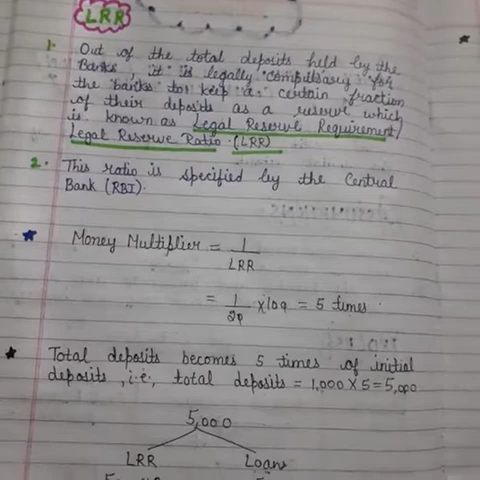 LRR
1. Out of the total deposits held by the
Banks, it is legally compulsory for
the banks to keep a certain fraction
of their deposits as a reserve which
is known as Legal Reserve Requirement/
Legal Reserve Ratio. (LRR)
2. This ratio is specified by the Central
Bank (RBI).
Money Multiplier = 1/LRR
= 1/20 × 100 = 5 times
Total deposits becomes 5 times of initial
deposits, i.e., total deposits = 1,000 × 5 = 5,000
5,000
LRR Loans